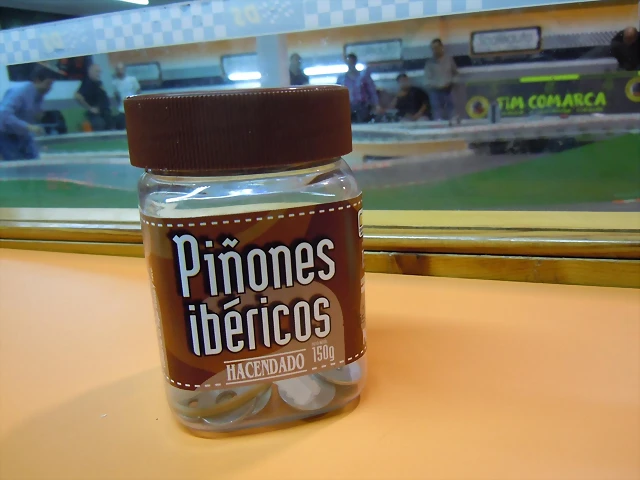 TIM COMARCA
Piñones
ibéricos
HACENDADO 150g